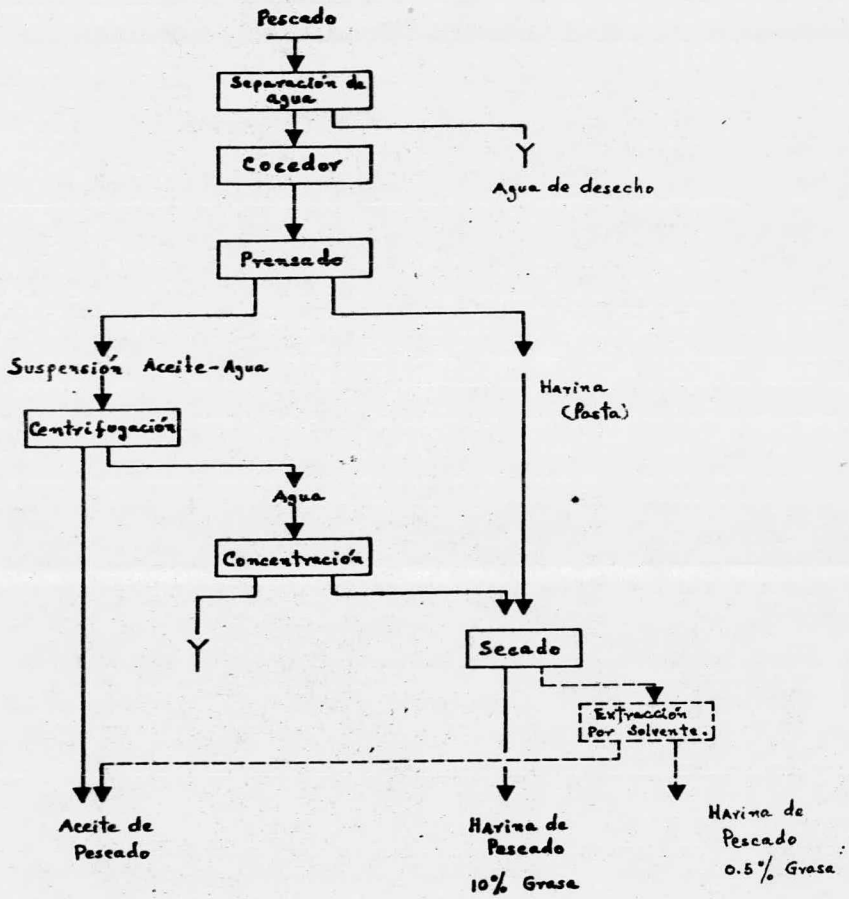 Pescado
Separación de
agua
Cocedor
Agua de desecho
Prensado
Suspensión Aceite-Agua
Harina
(Pasta)
Centrifugación
Agua
Concentración
Secado
Extracción
Por Solvente.
Aceite de
Pescado
Harina de
Pescado
10% Grasa
Harina de
Pescado
0.5% Grasa